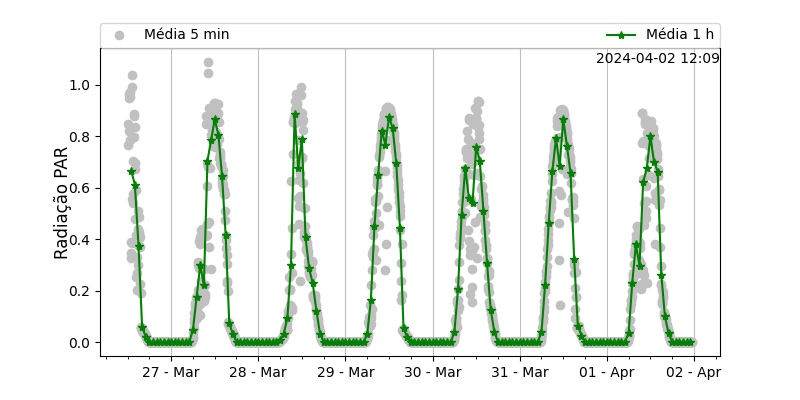 Média 5 min
Média 1 h
2024-04-02 12:09
Radiação PAR
1.0
0.8
0.6
0.4
0.2
0.0
27 - Mar
28 - Mar
29 - Mar
30 - Mar
31 - Mar
01 - Apr
02 - Apr